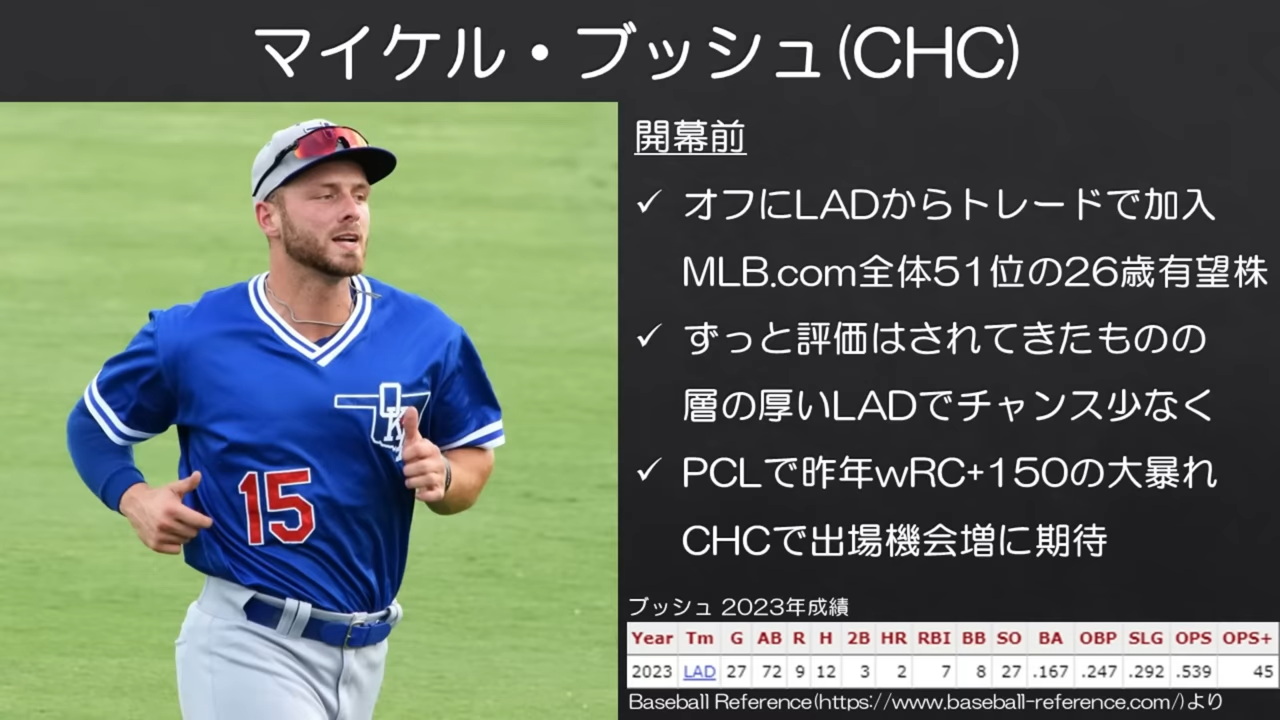 マイケル・ブッシュ(CHC)
開幕前
✓ オフにLADからトレードで加入
MLB.com全体51位の26歳有望株
✓ ずっと評価はされてきたものの
層の厚いLADでチャンス少なく
✓ PCLで昨年wRC+150の大暴れ
CHCで出場機会増に期待
K
15
ブッシュ 2023年成績
Year Tm G AB R H 2B HR RBI BB SO BA OBP SLG OPS OPS+
2023 LAD 27 72 9 12 3 2 7 8 27 .167 .247 .292 .539 45
Baseball Reference(https://www.baseball-reference.com/)より